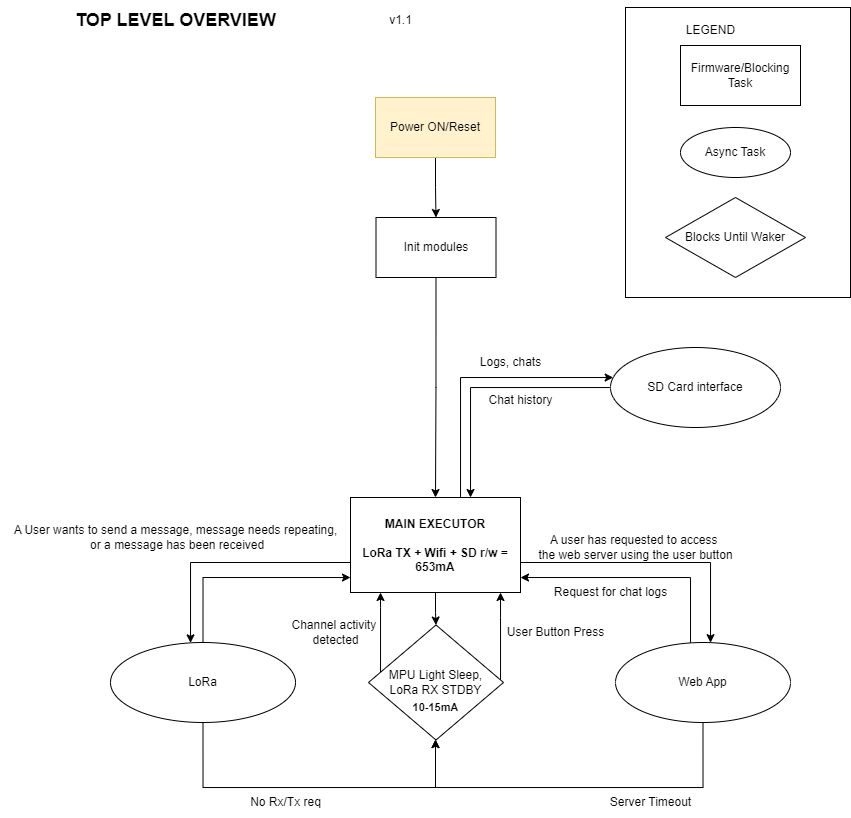 TOP LEVEL OVERVIEW
v1.1
LEGEND
Firmware/Blocking
Task
Async Task
Blocks Until Waker
Power ON/Reset
Init modules
Logs, chats
SD Card interface
Chat history
MAIN EXECUTOR
LoRa TX + Wifi + SD r/w =
653mA
A User wants to send a message, message needs repeating,
or a message has been received
A user has requested to access
the web server using the user button
Request for chat logs
Channel activity
detected
User Button Press
LoRa
MPU Light Sleep,
LoRa RX STDBY
10-15mA
Web App
No Rx/Tx req
Server Timeout